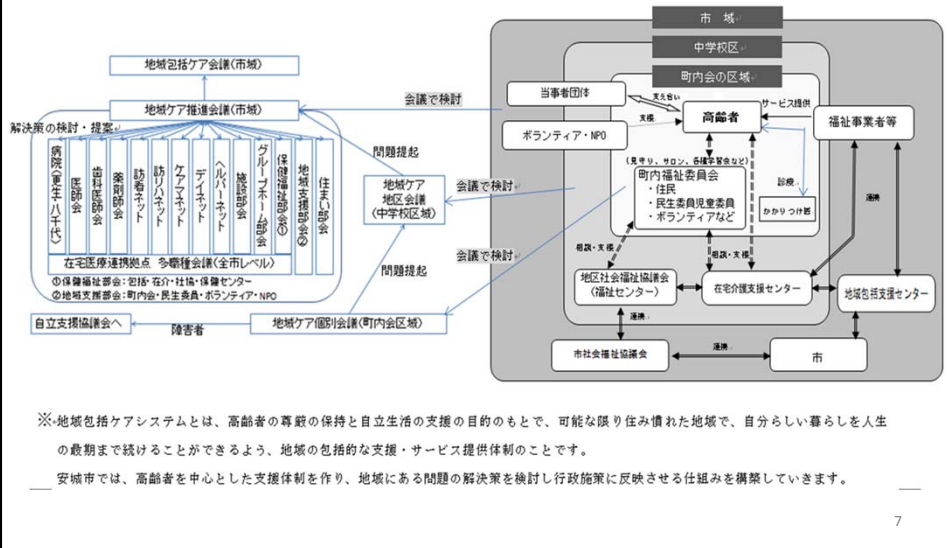 市 域
中学校区
町内会の区域
地域包括ケア会議(市域)
地域ケア推進会議(市域)
解決策の検討・提案
病院(更生・八千代)
医師会
歯科医師会
薬剤師会
訪看ネット
訪リハネット
ケアマネット
デイネット
ヘルパーネット
施設部会
グループホーム部会
保健福祉部会①
地域支援部会②
住まい部会
在宅医療連携拠点 多職種会議(全市レベル)
①保健福祉部会:包括・在介・社協・保健センター
②地域支援部会:町内会・民生委員・ボランティア・NPO
自立支援協議会へ
障害者
地域ケア個別会議(町内会区域)
問題提起
地域ケア
地区会議
(中学校区域)
問題提起
会議で検討
会議で検討
会議で検討
当事者団体
ボランティア・NPO
支え合い
支援
高齢者
サービス提供
福祉事業者等
(見守り、サロン、各種学習会など)
町内福祉委員会
・住民
・民生委員児童委員
・ボランティアなど
診療
かかりつけ医
連携
相談・支援
相談・支援
地区社会福祉協議会
(福祉センター)
在宅介護支援センター
地域包括支援センター
連携
市社会福祉協議会
連携
市
連携
※ 地域包括ケアシステムとは、高齢者の尊厳の保持と自立生活の支援の目的のもとで、可能な限り住み慣れた地域で、自分らしい暮らしを人生
の最期まで続けることができるよう、地域の包括的な支援・サービス提供体制のことです。
安城市では、高齢者を中心とした支援体制を作り、地域にある問題の解決策を検討し行政施策に反映させる仕組みを構築していきます。
7